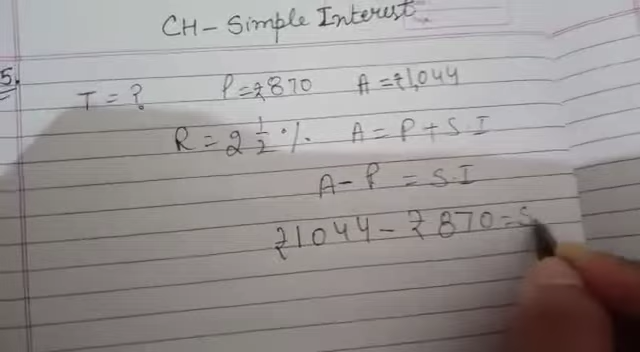 CH - Simple Interest
5.
T = ? P = ₹870 A = ₹1,044
R = 2 1/2 % A = P + S.I
A - P = S.I
₹1044 - ₹870 = S